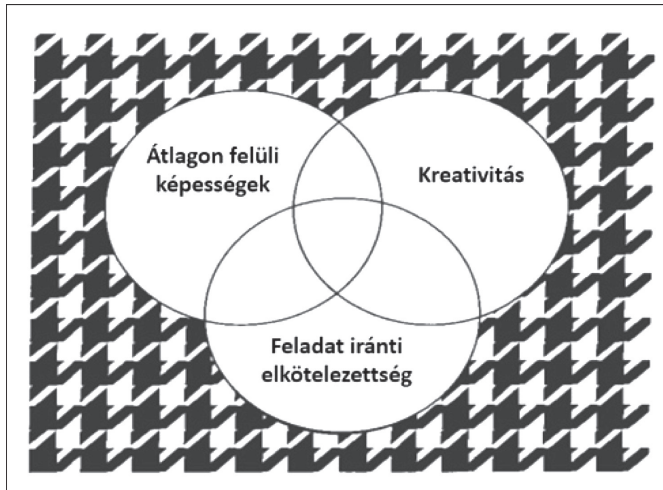 Átlagon felüli
képességek
Kreativitás
Feladat iránti
elkötelezettség